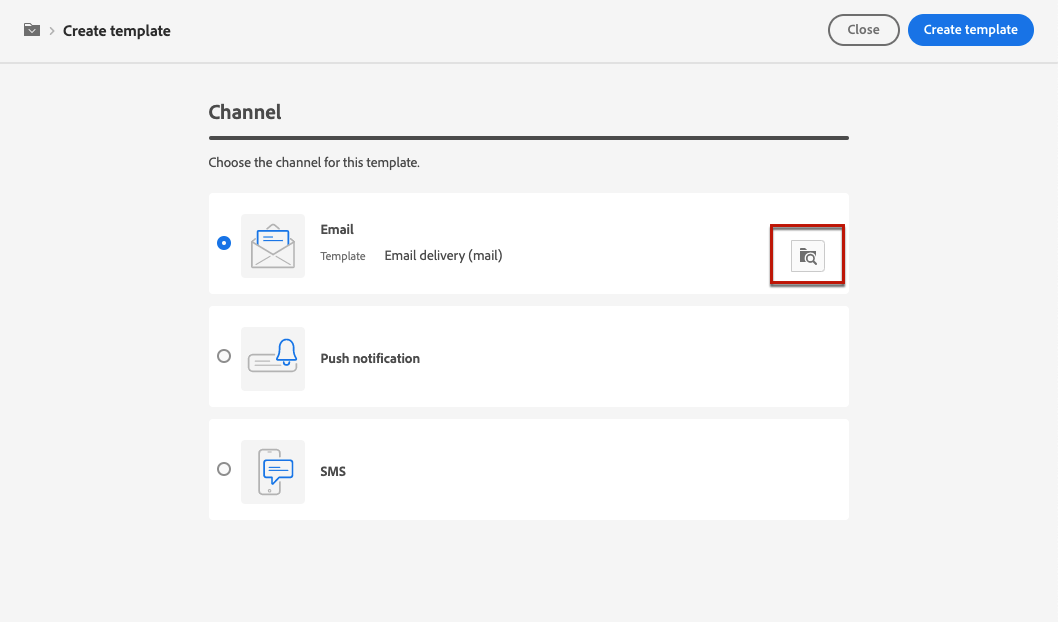 Create template
Close
Create template
Channel
Choose the channel for this template.
Email
Template Email delivery (mail)
Push notification
SMS